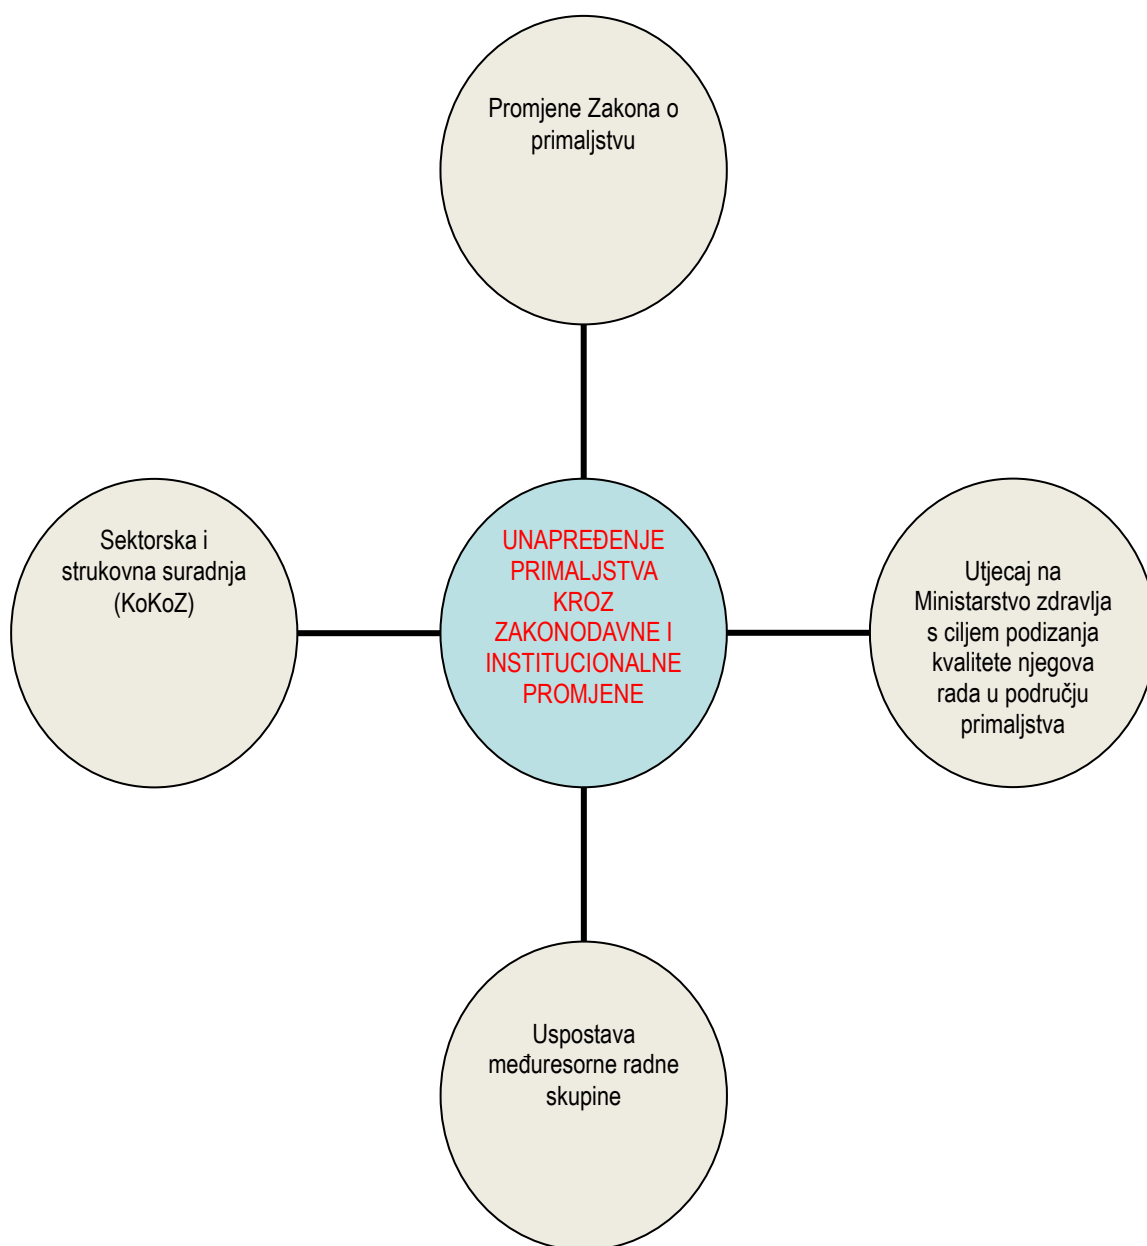 Promjene Zakona o
primaljstvu
Sektorska i
strukovna suradnja
(KoKoZ)
UNAPREĐENJE
PRIMALJSTVA
KROZ
ZAKONODAVNE I
INSTITUCIONALNE
PROMJENE
Utjecaj na
Ministarstvo zdravlja
s ciljem podizanja
kvalitete njegova
rada u području
primaljstva
Uspostava
međuresorne radne
skupine